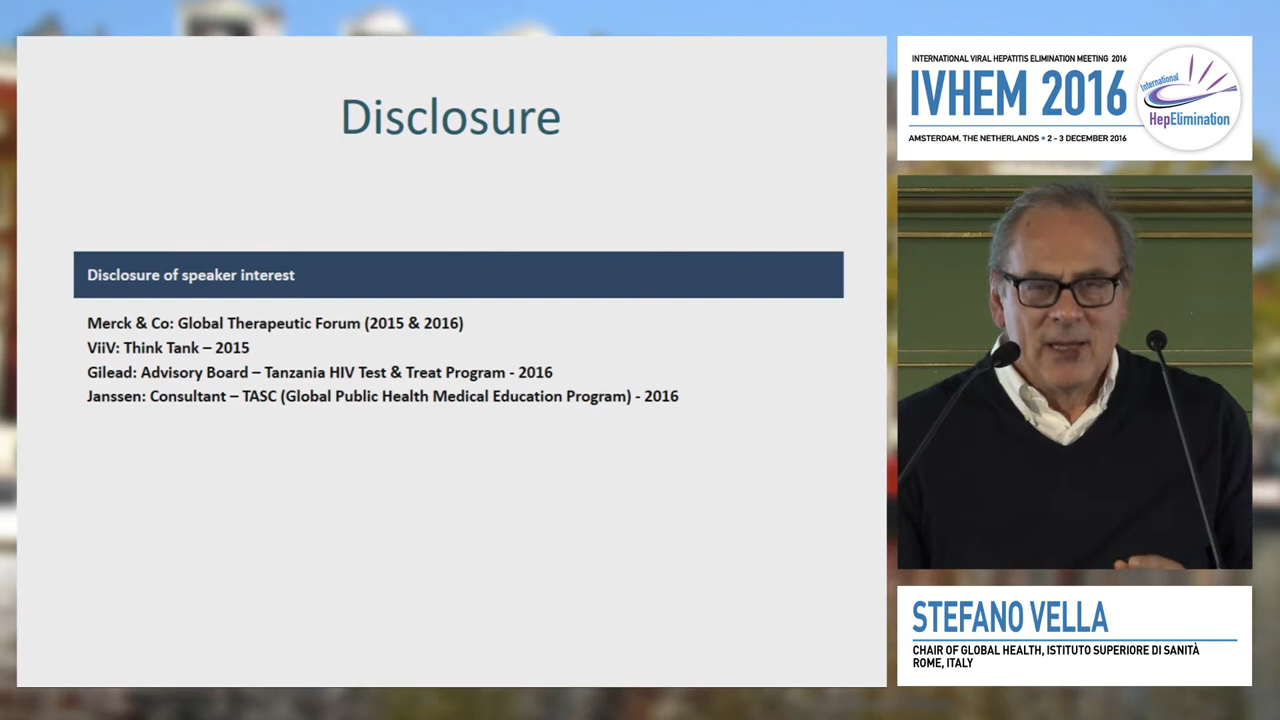 Disclosure
Disclosure of speaker interest
Merck & Co: Global Therapeutic Forum (2015 & 2016)
ViiV: Think Tank – 2015
Gilead: Advisory Board – Tanzania HIV Test & Treat Program - 2016
Janssen: Consultant – TASC (Global Public Health Medical Education Program) - 2016
INTERNATIONAL VIRAL HEPATITIS ELIMINATION MEETING 2016
IVHEM 2016
AMSTERDAM, THE NETHERLANDS • 2 - 3 DECEMBER 2016
International
HepElimination
STEFANO VELLA
CHAIR OF GLOBAL HEALTH, ISTITUTO SUPERIORE DI SANITÀ
ROME, ITALY